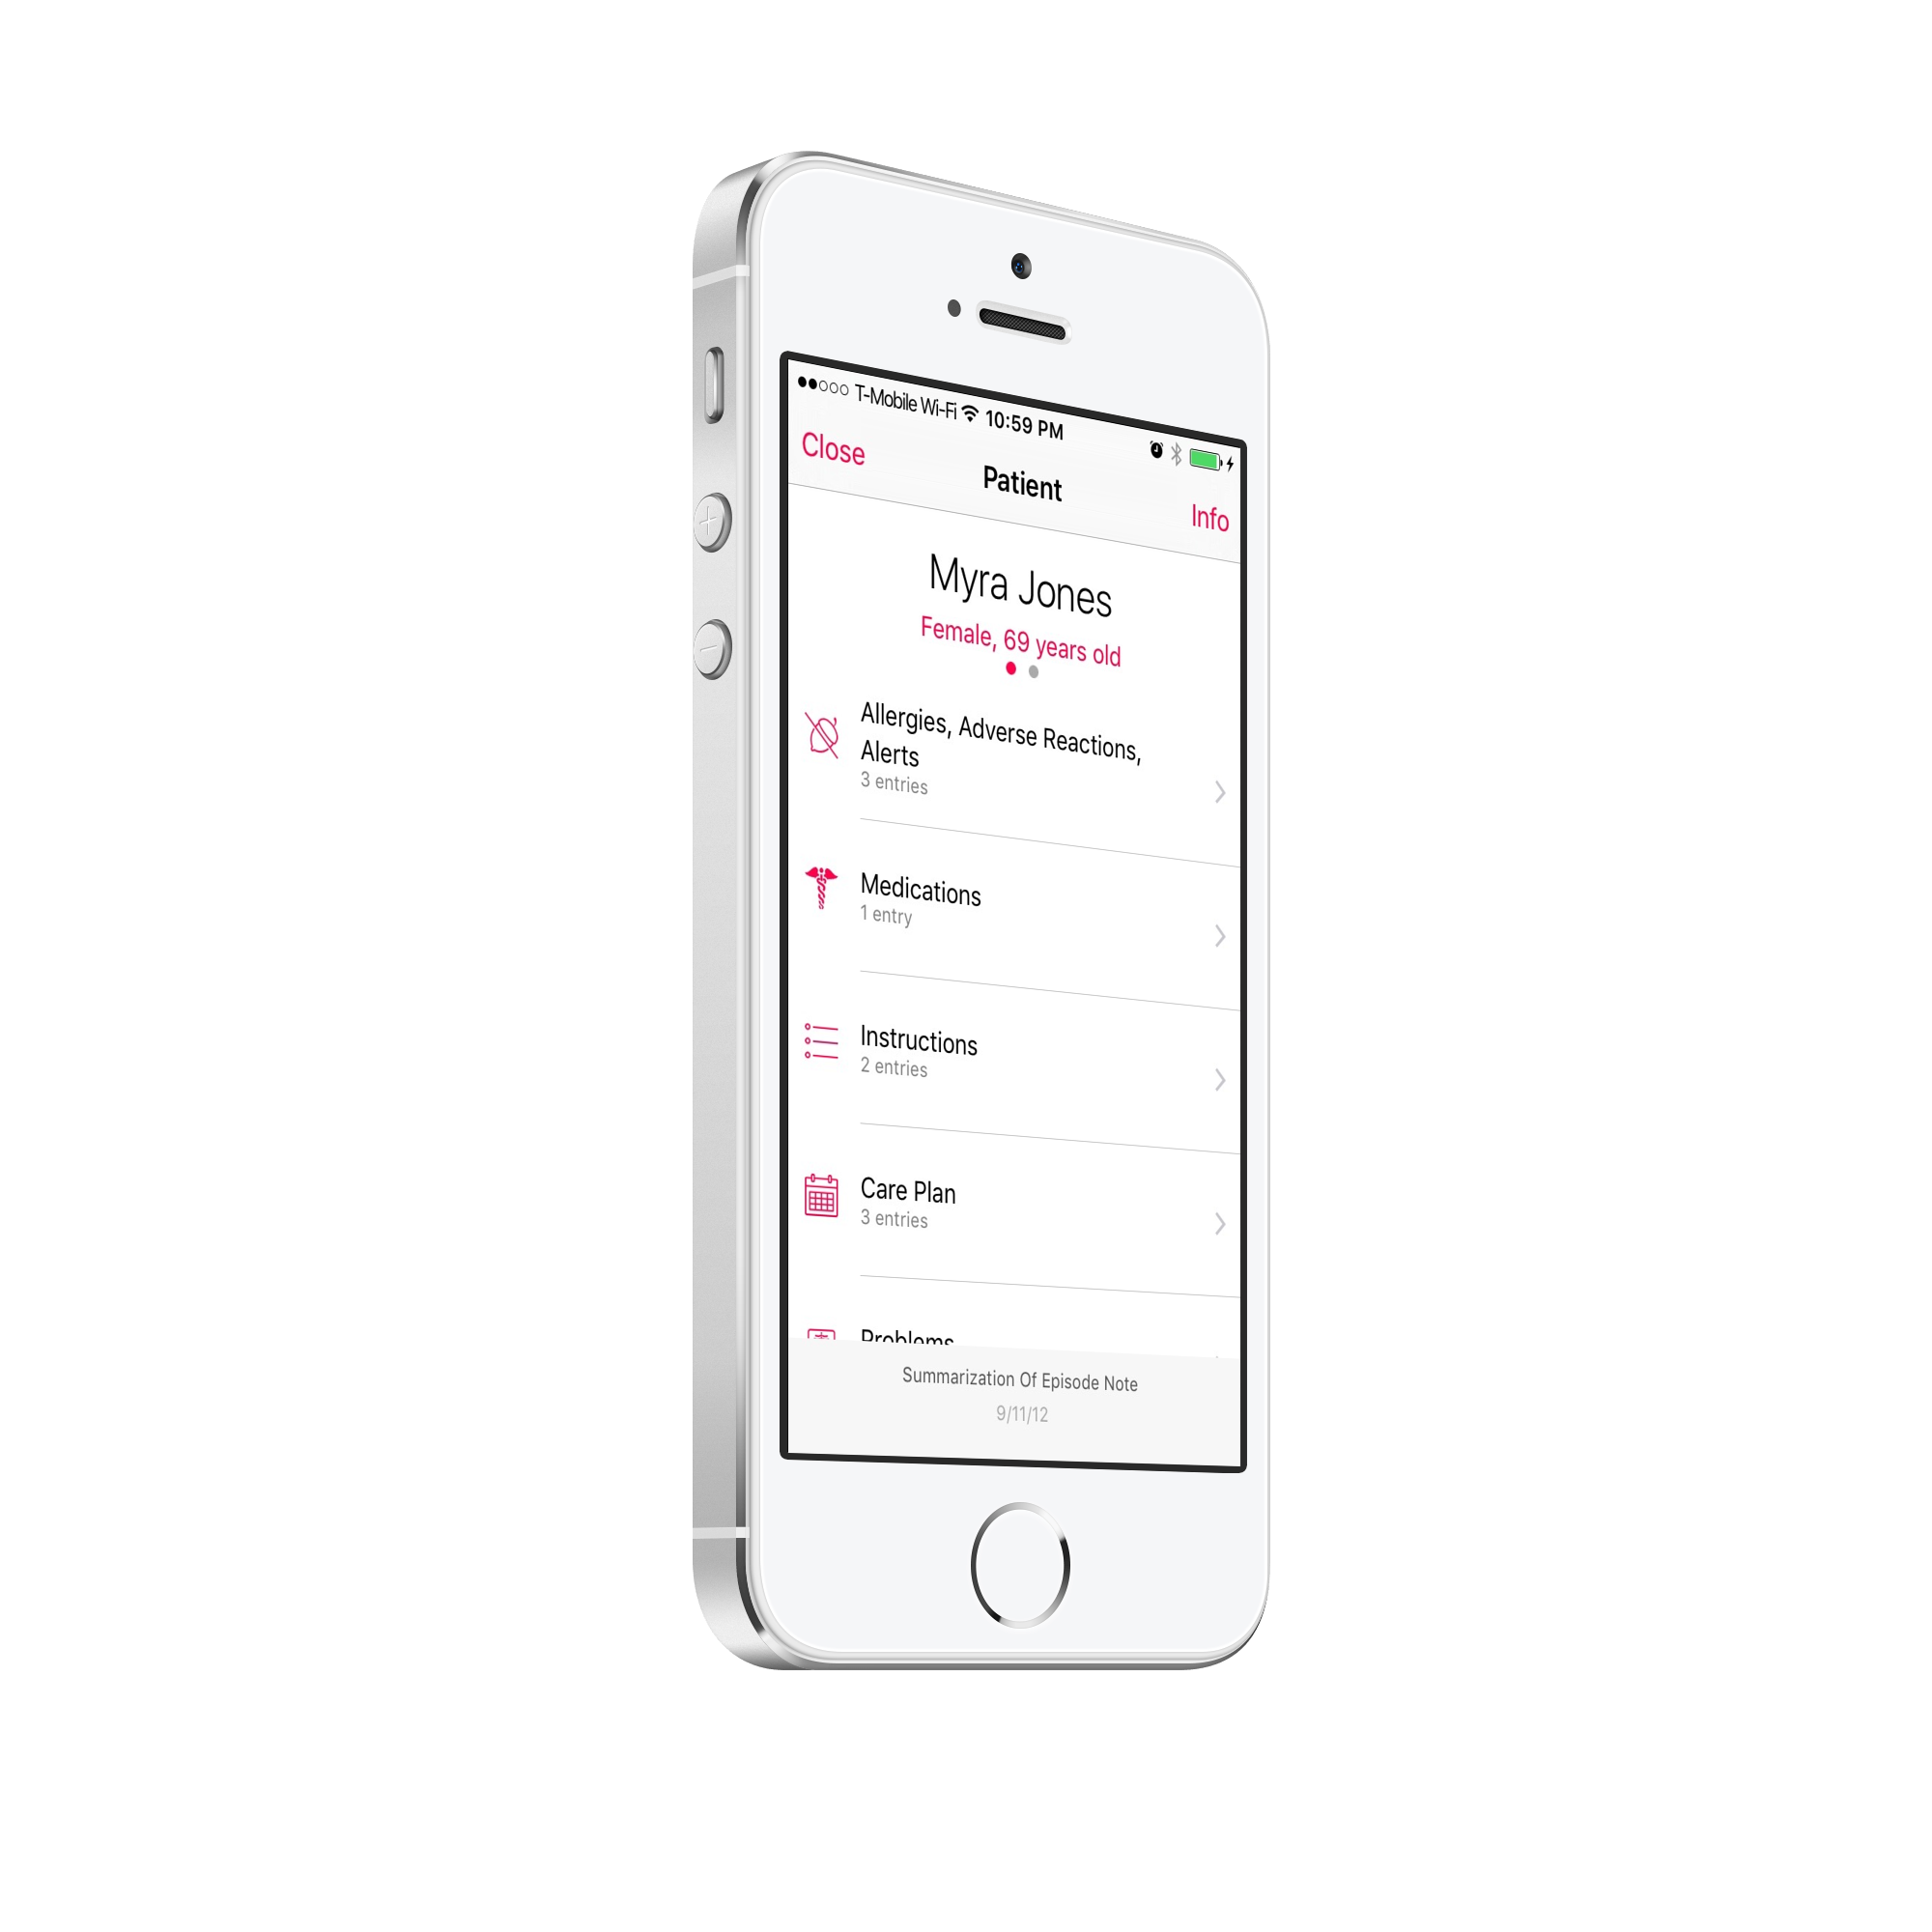 T-Mobile Wi-Fi 10:59 PM
Close
Patient
Info
Myra Jones
Female, 69 years old
Allergies, Adverse Reactions,
Alerts
3 entries
Medications
1 entry
Instructions
2 entries
Care Plan
3 entries
Problems
Summarization Of Episode Note
9/11/12